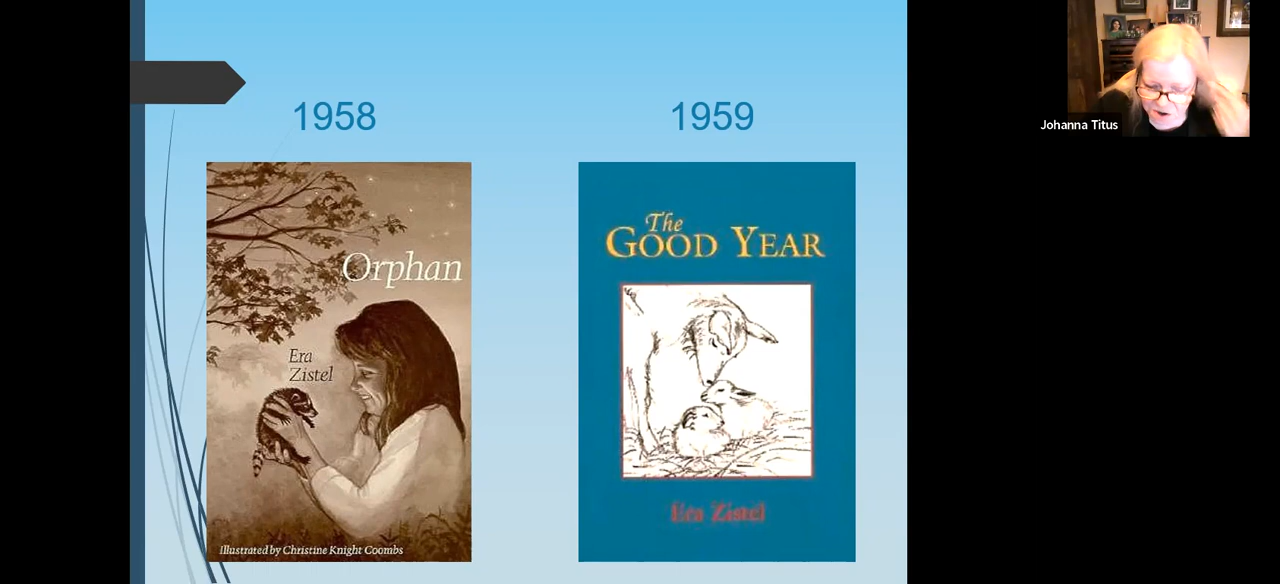 1958
1959
Orphan
Era
Zistel
Illustrated by Christine Knight Coombs
The
GOOD YEAR
Era Zistel
Johanna Titus